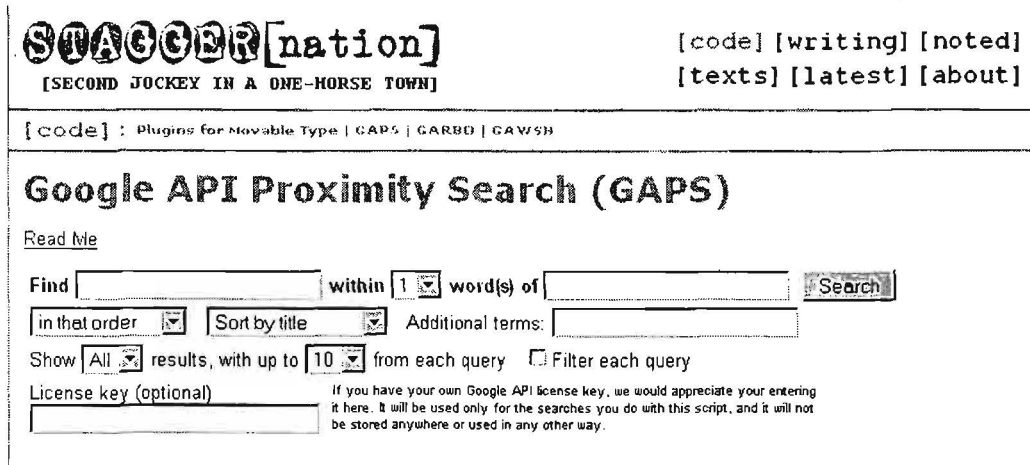 STAGGER[nation]
[SECOND JOCKEY IN A ONE-HORSE TOWN]
[code] [writing] [noted]
[texts] [latest] [about]
[code] : Plugins for Movable Type | GAPS | GARBO | GAWSH
Google API Proximity Search (GAPS)
Read Me
Find within 1 word(s) of Search
in that order Sort by title Additional terms:
Show All results, with up to 10 from each query Filter each query
License key (optional)
If you have your own Google API license key, we would appreciate your entering
it here. It will be used only for the searches you do with this script, and it will not
be stored anywhere or used in any other way.